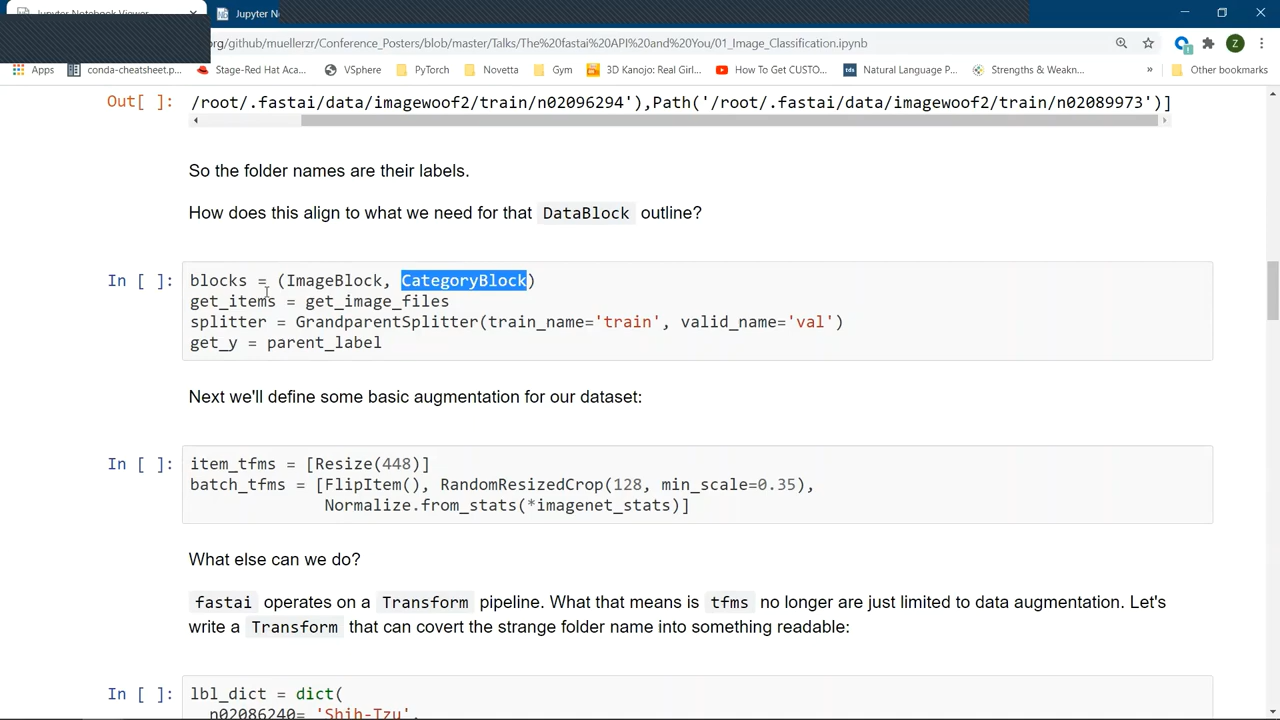 Jupyter Notebook Viewer
Jupyter N
org/github/muellerzr/Conference_Posters/blob/master/Talks/The%20fastai%20API%20and%20You/01_Image_Classification.ipynb
Z
Apps conda-cheatsheet.p... Stage-Red Hat Aca... VSphere PyTorch Novetta Gym 3D Kanojo: Real Girl... How To Get CUSTO... Natural Language P... Strengths & Weakn... » Other bookmarks
Out[ ]: /root/.fastai/data/imagewoof2/train/n02096294'),Path('/root/.fastai/data/imagewoof2/train/n02089973')]
So the folder names are their labels.
How does this align to what we need for that DataBlock outline?
In [ ]: blocks = (ImageBlock, CategoryBlock)
get_items = get_image_files
splitter = GrandparentSplitter(train_name='train', valid_name='val')
get_y = parent_label
Next we'll define some basic augmentation for our dataset:
In [ ]: item_tfms = [Resize(448)]
batch_tfms = [FlipItem(), RandomResizedCrop(128, min_scale=0.35),
Normalize.from_stats(*imagenet_stats)]
What else can we do?
fastai operates on a Transform pipeline. What that means is tfms no longer are just limited to data augmentation. Let's
write a Transform that can covert the strange folder name into something readable:
In [ ]: lbl_dict = dict(
n02086240= 'Shih-Tzu',